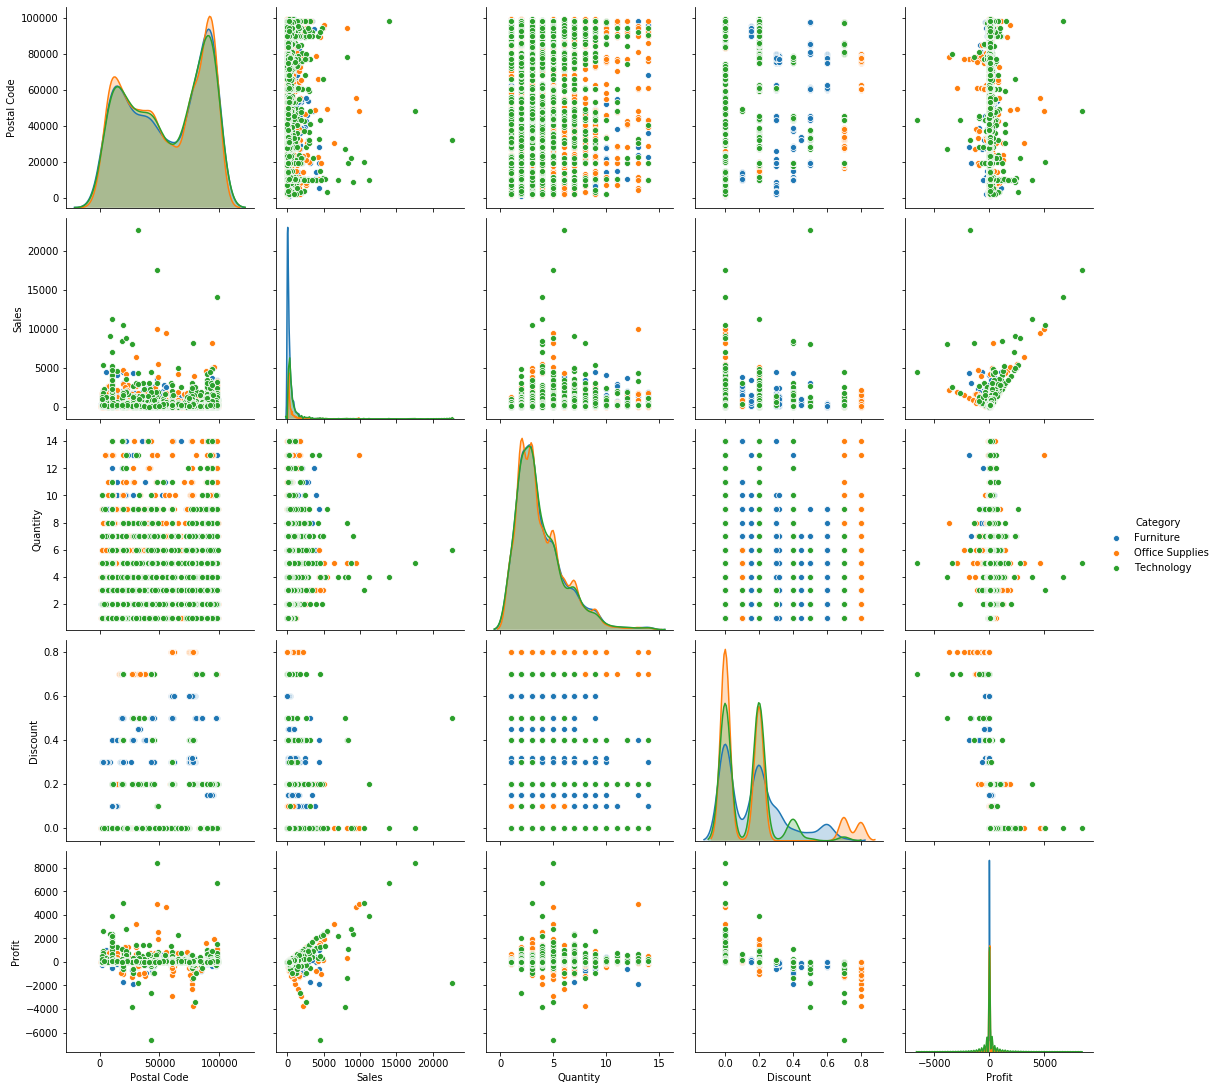 100000
80000
60000
40000
20000
0
Postal Code
20000
15000
10000
5000
0
Sales
14
12
10
8
6
4
2
Quantity
Category
Furniture
Office Supplies
Technology
0.8
0.6
0.4
0.2
0.0
Discount
8000
6000
4000
2000
0
−2000
−4000
−6000
Profit
0 50000 100000 0 5000 10000 15000 20000 0 5 10 15 0.0 0.2 0.4 0.6 0.8 −5000 0 5000
Postal Code Sales Quantity Discount Profit